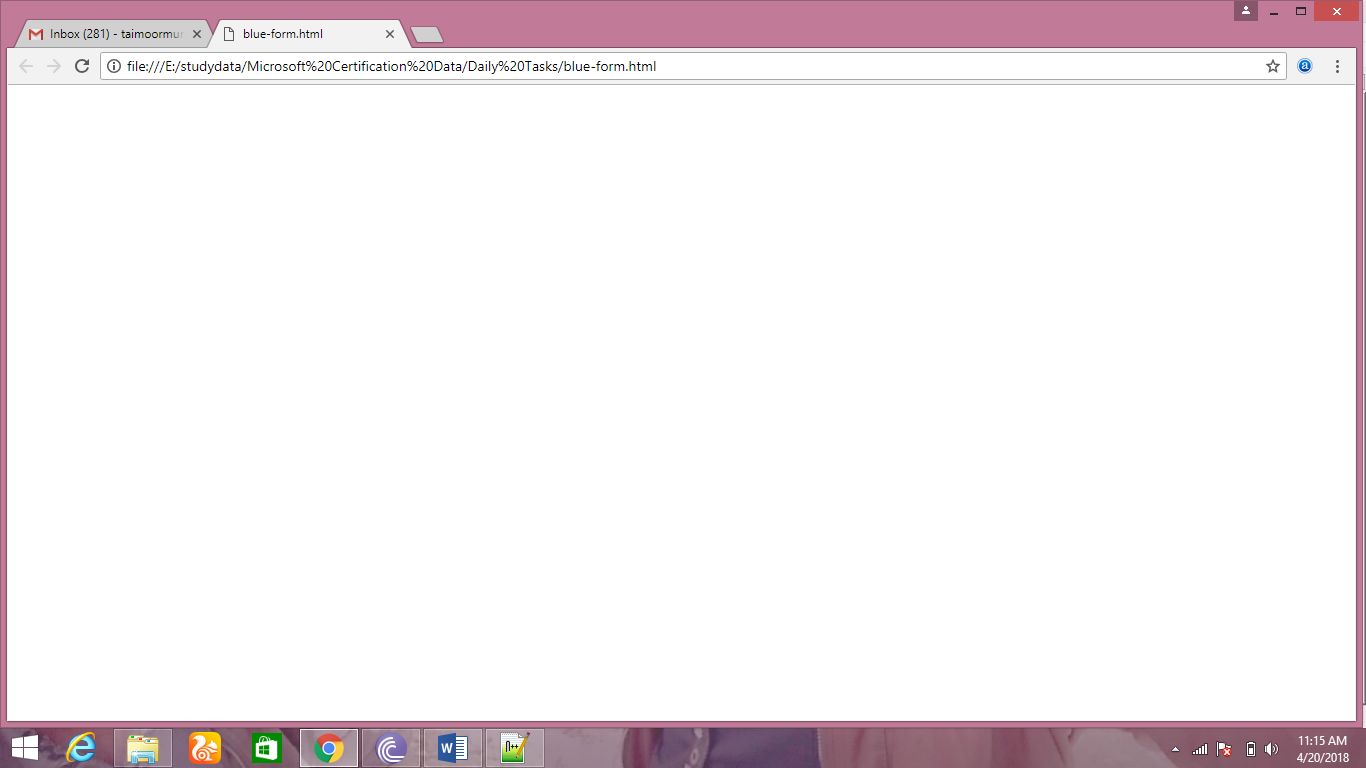 Inbox (281) - taimoormu
blue-form.html
file:///E:/studydata/Microsoft%20Certification%20Data/Daily%20Tasks/blue-form.html
11:15 AM
4/20/2018